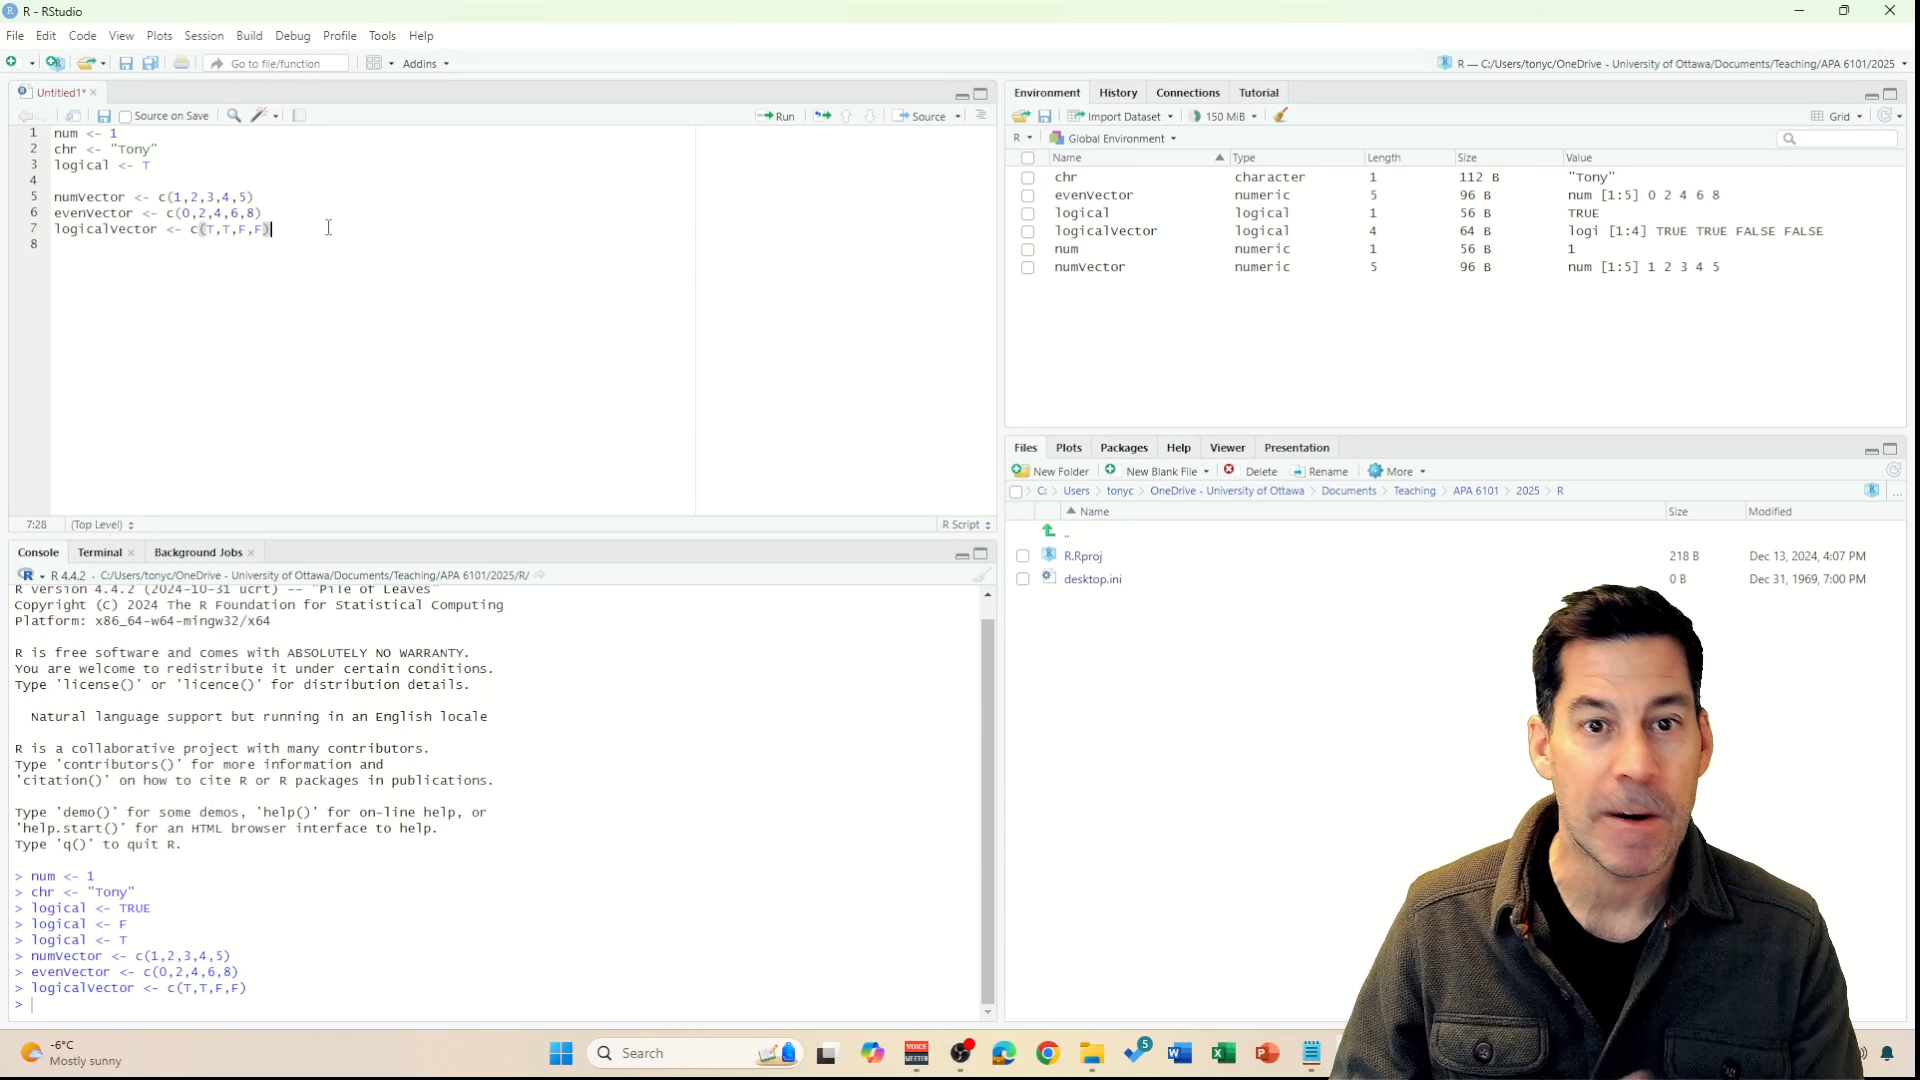 R - RStudio
File Edit Code View Plots Session Build Debug Profile Tools Help
Go to file/function Addins
R — C:/Users/tonyc/OneDrive - University of Ottawa/Documents/Teaching/APA 6101/2025
Untitled1*
Source on Save Run Source
1 num <- 1
2 chr <- "Tony"
3 logical <- T
4
5 numVector <- c(1,2,3,4,5)
6 evenVector <- c(0,2,4,6,8)
7 logicalVector <- c(T,T,F,F)
8
7:28 (Top Level) R Script
Console Terminal Background Jobs
R 4.4.2 · C:/Users/tonyc/OneDrive - University of Ottawa/Documents/Teaching/APA 6101/2025/R/
R version 4.4.2 (2024-10-31 ucrt) -- "Pile of Leaves"
Copyright (C) 2024 The R Foundation for Statistical Computing
Platform: x86_64-w64-mingw32/x64
R is free software and comes with ABSOLUTELY NO WARRANTY.
You are welcome to redistribute it under certain conditions.
Type 'license()' or 'licence()' for distribution details.
Natural language support but running in an English locale
R is a collaborative project with many contributors.
Type 'contributors()' for more information and
'citation()' on how to cite R or R packages in publications.
Type 'demo()' for some demos, 'help()' for on-line help, or
'help.start()' for an HTML browser interface to help.
Type 'q()' to quit R.
> num <- 1
> chr <- "Tony"
> logical <- TRUE
> logical <- F
> logical <- T
> numVector <- c(1,2,3,4,5)
> evenVector <- c(0,2,4,6,8)
> logicalVector <- c(T,T,F,F)
>
Environment History Connections Tutorial
Import Dataset 150 MiB Grid
R Global Environment
Name Type Length Size Value
chr character 1 112 B "Tony"
evenVector numeric 5 96 B num [1:5] 0 2 4 6 8
logical logical 1 56 B TRUE
logicalVector logical 4 64 B logi [1:4] TRUE TRUE FALSE FALSE
num numeric 1 56 B 1
numVector numeric 5 96 B num [1:5] 1 2 3 4 5
Files Plots Packages Help Viewer Presentation
New Folder New Blank File Delete Rename More
C: Users tonyc OneDrive - University of Ottawa Documents Teaching APA 6101 2025 R
Name Size Modified
..
R.Rproj 218 B Dec 13, 2024, 4:07 PM
desktop.ini 0 B Dec 31, 1969, 7:00 PM
-6°C
Mostly sunny
Search
VOICE
MEETER
5